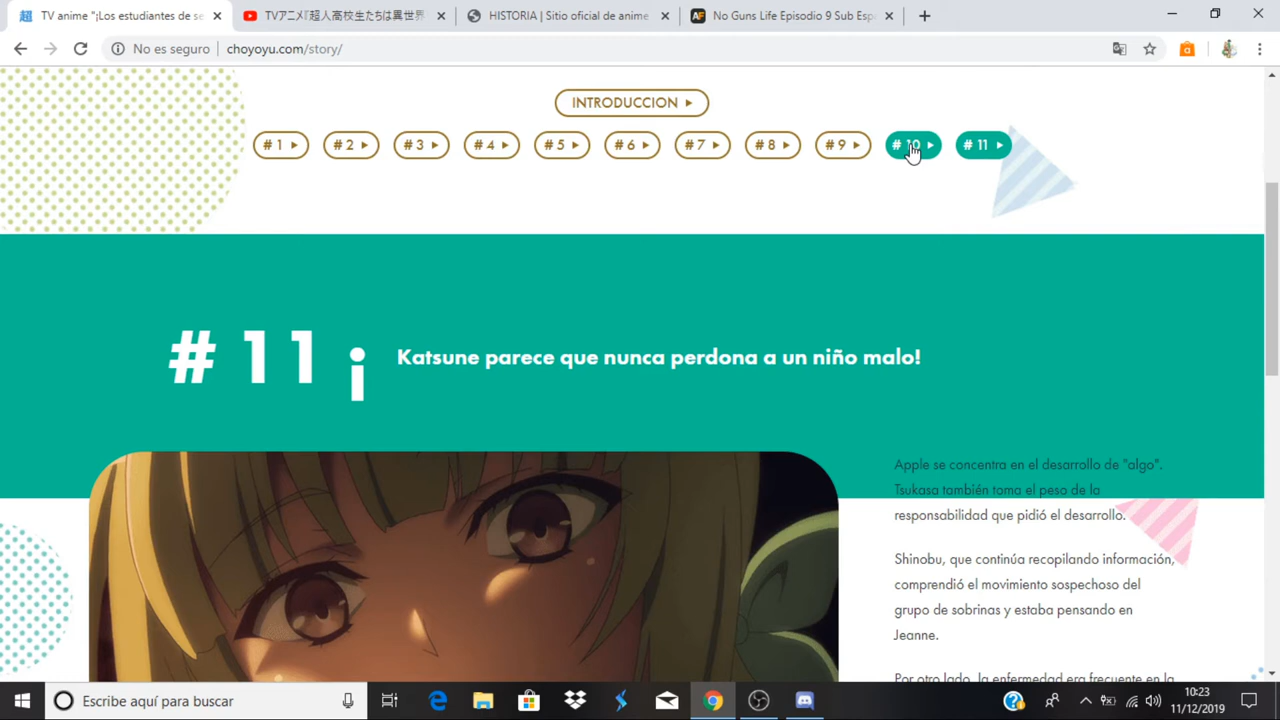 TV anime "¡Los estudiantes de se
TVアニメ『超人高校生たちは異世界
HISTORIA | Sitio oficial de anime
No Guns Life Episodio 9 Sub Esp
No es seguro
choyoyu.com/story/
INTRODUCCION
# 1
# 2
# 3
# 4
# 5
# 6
# 7
# 8
# 9
# 10
# 11
# 11 ¡ Katsune parece que nunca perdona a un niño malo!
Apple se concentra en el desarrollo de "algo".
Tsukasa también toma el peso de la
responsabilidad que pidió el desarrollo.
Shinobu, que continúa recopilando información,
comprendió el movimiento sospechoso del
grupo de sobrinas y estaba pensando en
Jeanne.
Por otro lado, la enfermedad era frecuente en la
Escribe aquí para buscar
10:23
11/12/2019